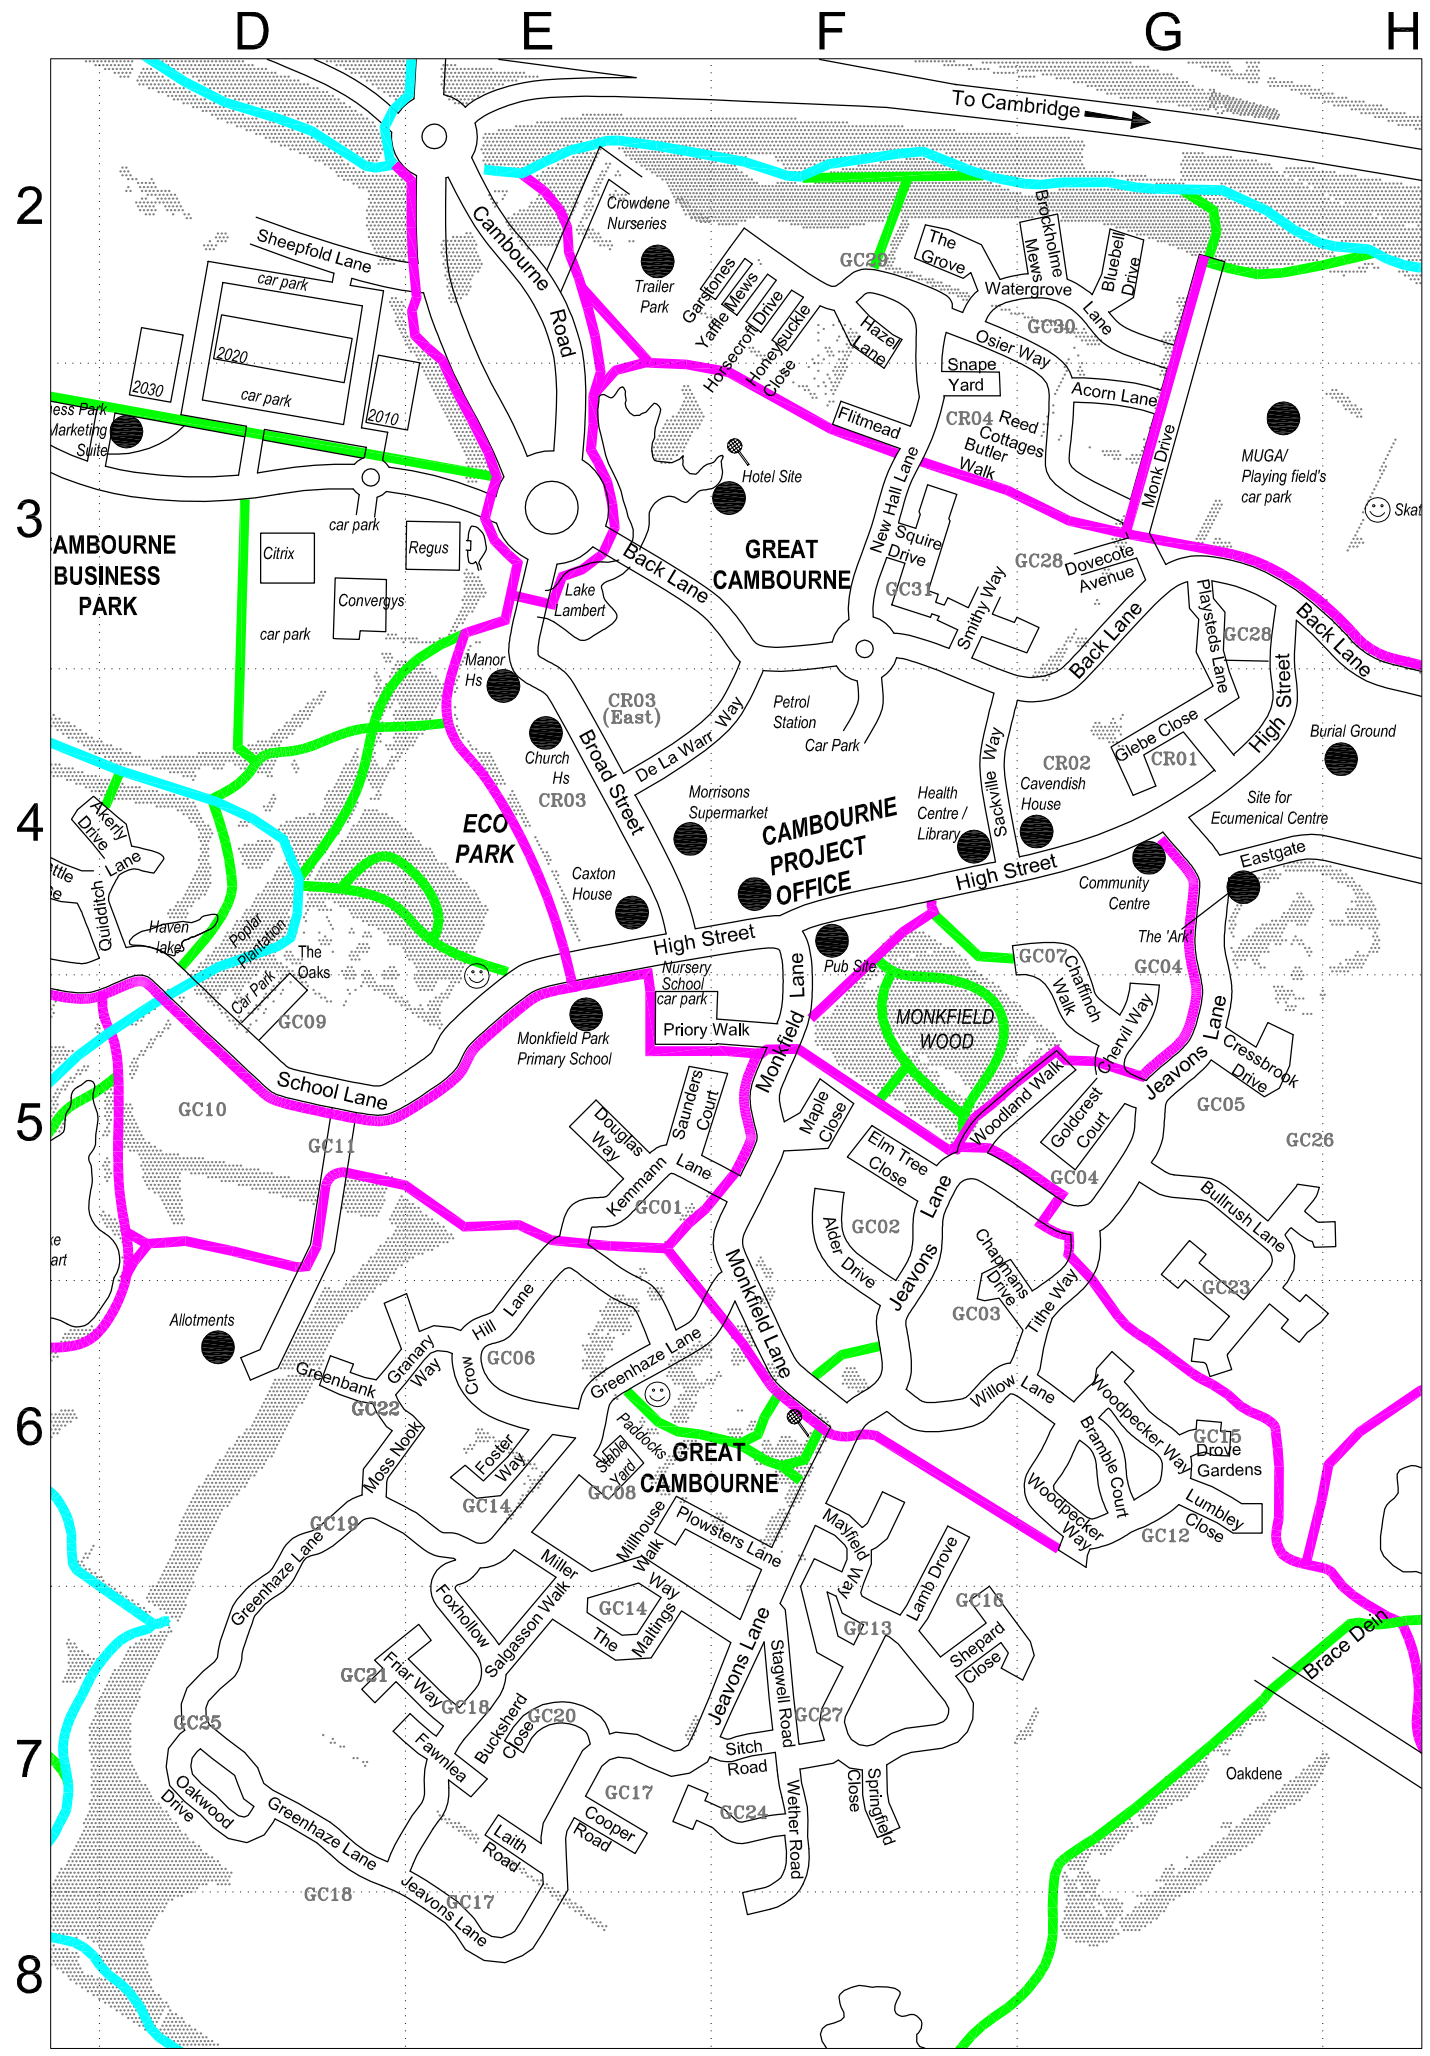 D E F G H
To Cambridge
2
Crowdene
Nurseries
Cambourne
Road
Sheepfold Lane
car park
Trailer
Park
Garstones
Yaffle Mews
Horsecroft Drive
Honeysuckle
Close
GC29
The
Grove
Brockholme
Mews
Bluebell
Drive
Watergrove
Lane
GC30
Hazel
Lane
Osier Way
Snape
Yard
Acorn Lane
2020
2030
car park
2010
ess Park
Marketing
Suite
Flitmead
CR04
Reed
Cottages
Butler
Walk
Monk Drive
MUGA/
Playing field's
car park
Hotel Site
New Hall Lane
3
Skat
car park
CAMBOURNE
BUSINESS
PARK
Citrix
Regus
Convergys
car park
Back Lane
GREAT
CAMBOURNE
Squire
Drive
GC31
GC28
Dovecote
Avenue
Lake
Lambert
Smithy Way
Back Lane
Playsteds Lane
GC28
Back Lane
Manor
Hs
CR03
(East)
De La Warr Way
Petrol
Station
Car Park
Sackville Way
Glebe Close
CR01
High Street
Burial Ground
Church
Hs
CR03
Broad Street
CR02
Cavendish
House
Morrisons
Supermarket
Health
Centre /
Library
Site for
Ecumenical Centre
4
Akerly
Drive
Lane
ttle
se
Quidditch
ECO
PARK
CAMBOURNE
PROJECT
OFFICE
Eastgate
High Street
Caxton
House
Community
Centre
Haven
lake
Poplar
Plantation
The
Oaks
High Street
The 'Ark'
Pub Site
Nursery
School
car park
Monkfield Lane
GC07
Chaffinch
Walk
GC04
Car Park
GC09
Priory Walk
MONKFIELD
WOOD
Monkfield Park
Primary School
Chervil Way
Jeavons Lane
Cressbrook
Drive
School Lane
GC10
5
Saunders
Court
Maple
Close
Woodland Walk
Goldcrest
Court
GC05
GC11
Douglas
Way
Kemmann
Lane
Elm Tree
Close
GC04
GC26
GC01
GC02
Jeavons
Lane
Bullrush Lane
Alder Drive
Chapmans
Drive
ke
art
Monkfield Lane
GC03
Tithe Way
GC23
Allotments
Hill Lane
Crow
GC06
Greenhaze Lane
Granary
Way
Greenbank
GC22
Willow Lane
Woodpecker Way
6
Moss Nook
Foster
Way
GC14
Paddocks
Stable
Yard
GC08
GREAT
CAMBOURNE
Bramble Court
GC15
Drove
Gardens
Woodpecker
Way
Lumbley
Close
GC12
GC19
Greenhaze Lane
Millhouse
Walk
Plowsters Lane
Mayfield
Way
Lamb Drove
Miller
Way
GC14
The
Maltings
Foxhollow
Salgasson Walk
GC13
GC16
Shepard
Close
Brace Dein
Jeavons Lane
Stagwell Road
GC21
Friar Way
GC18
Bucksherd
Close
GC20
GC27
GC25
Fawnlea
Sitch
Road
7
Oakwood
Drive
GC17
Cooper
Road
GC24
Wether Road
Springfield
Close
Oakdene
Greenhaze Lane
Laith
Road
GC18
Jeavons Lane
GC17
8